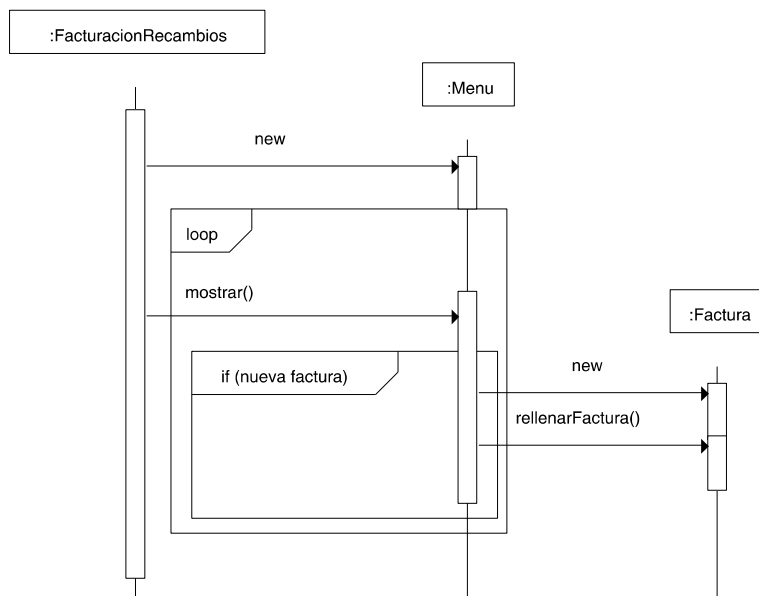 :FacturacionRecambios
:Menu
new
loop
mostrar()
:Factura
if (nueva factura)
new
rellenarFactura()